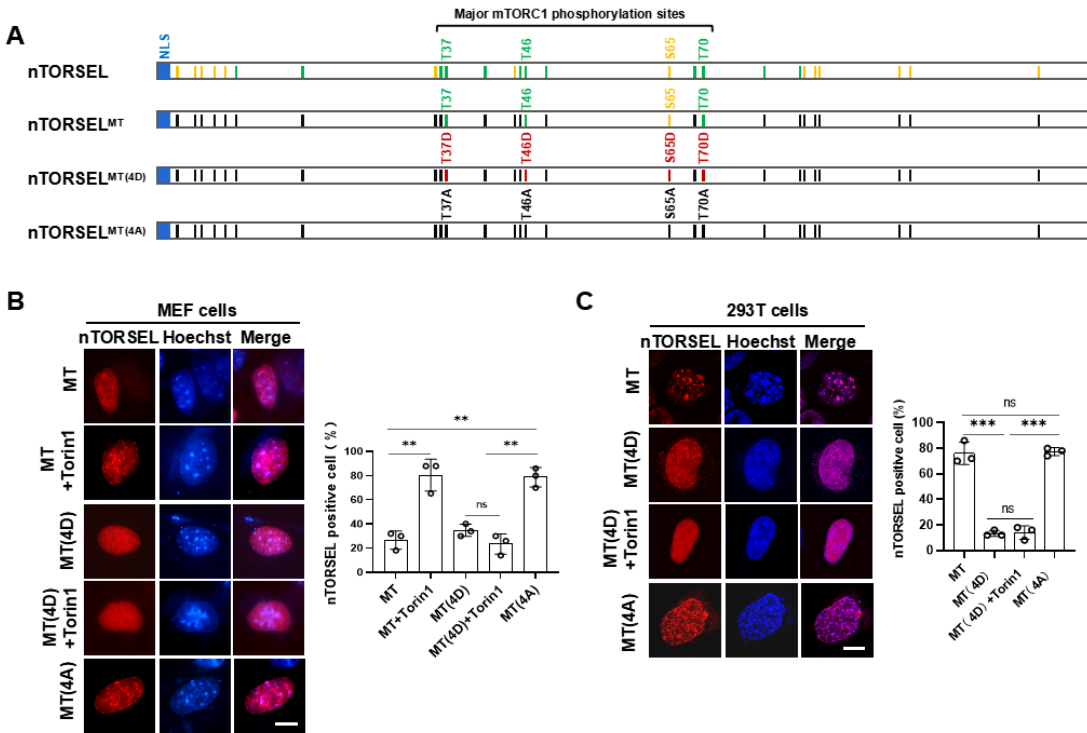 Major mTORC1 phosphorylation sites
A
NLS
T37
T46
S65
T70
nTORSEL
T37
T46
S65
T70
nTORSELMT
T37D
T46D
S65D
T70D
nTORSELMT(4D)
T37A
T46A
S65A
T70A
nTORSELMT(4A)
B
MEF cells
nTORSEL Hoechst Merge
MT
MT
+Torin1
MT(4D)
MT(4D)
+Torin1
MT(4A)
nTORSEL positive cell (%)
100
80
60
40
20
0
**
**
**
ns
MT
MT+Torin1
MT(4D)
MT(4D)+Torin1
MT(4A)
C
293T cells
nTORSEL Hoechst Merge
MT
MT(4D)
MT(4D)
+Torin1
MT(4A)
nTORSEL positive cell (%)
100
80
60
40
20
0
ns
***
***
ns
MT
MT(4D)
MT(4D)+Torin1
MT(4A)